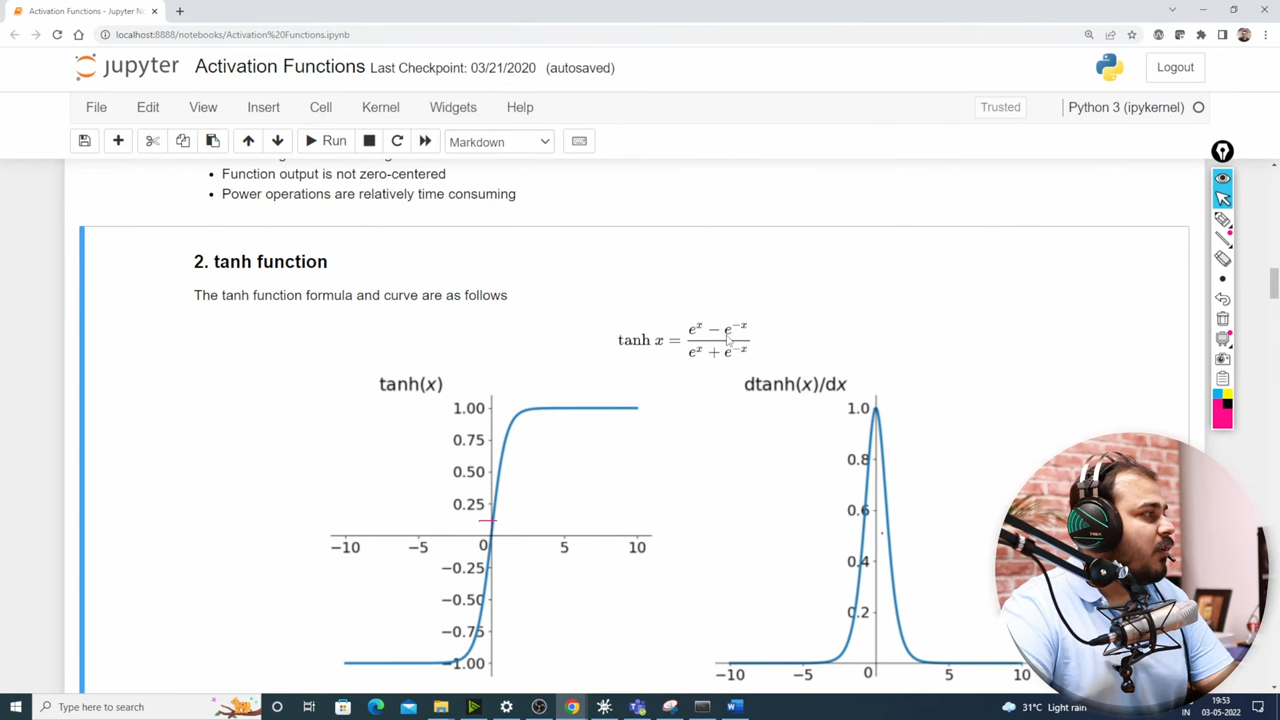 Activation Functions - Jupyter No
localhost:8888/notebooks/Activation%20Functions.ipynb
jupyter Activation Functions Last Checkpoint: 03/21/2020 (autosaved)
Logout
File Edit View Insert Cell Kernel Widgets Help
Trusted Python 3 (ipykernel)
Run Markdown
• Function output is not zero-centered
• Power operations are relatively time consuming
2. tanh function
The tanh function formula and curve are as follows
tanh x = (e^x − e^−x) / (e^x + e^−x)
tanh(x)
1.00
0.75
0.50
0.25
−10 −5 0 5 10
−0.25
−0.50
−0.75
−1.00
dtanh(x)/dx
1.0
0.8
0.6
0.4
0.2
−10 −5 0 5 10
Type here to search
31°C Light rain
ENG
IN
19:53
03-05-2022